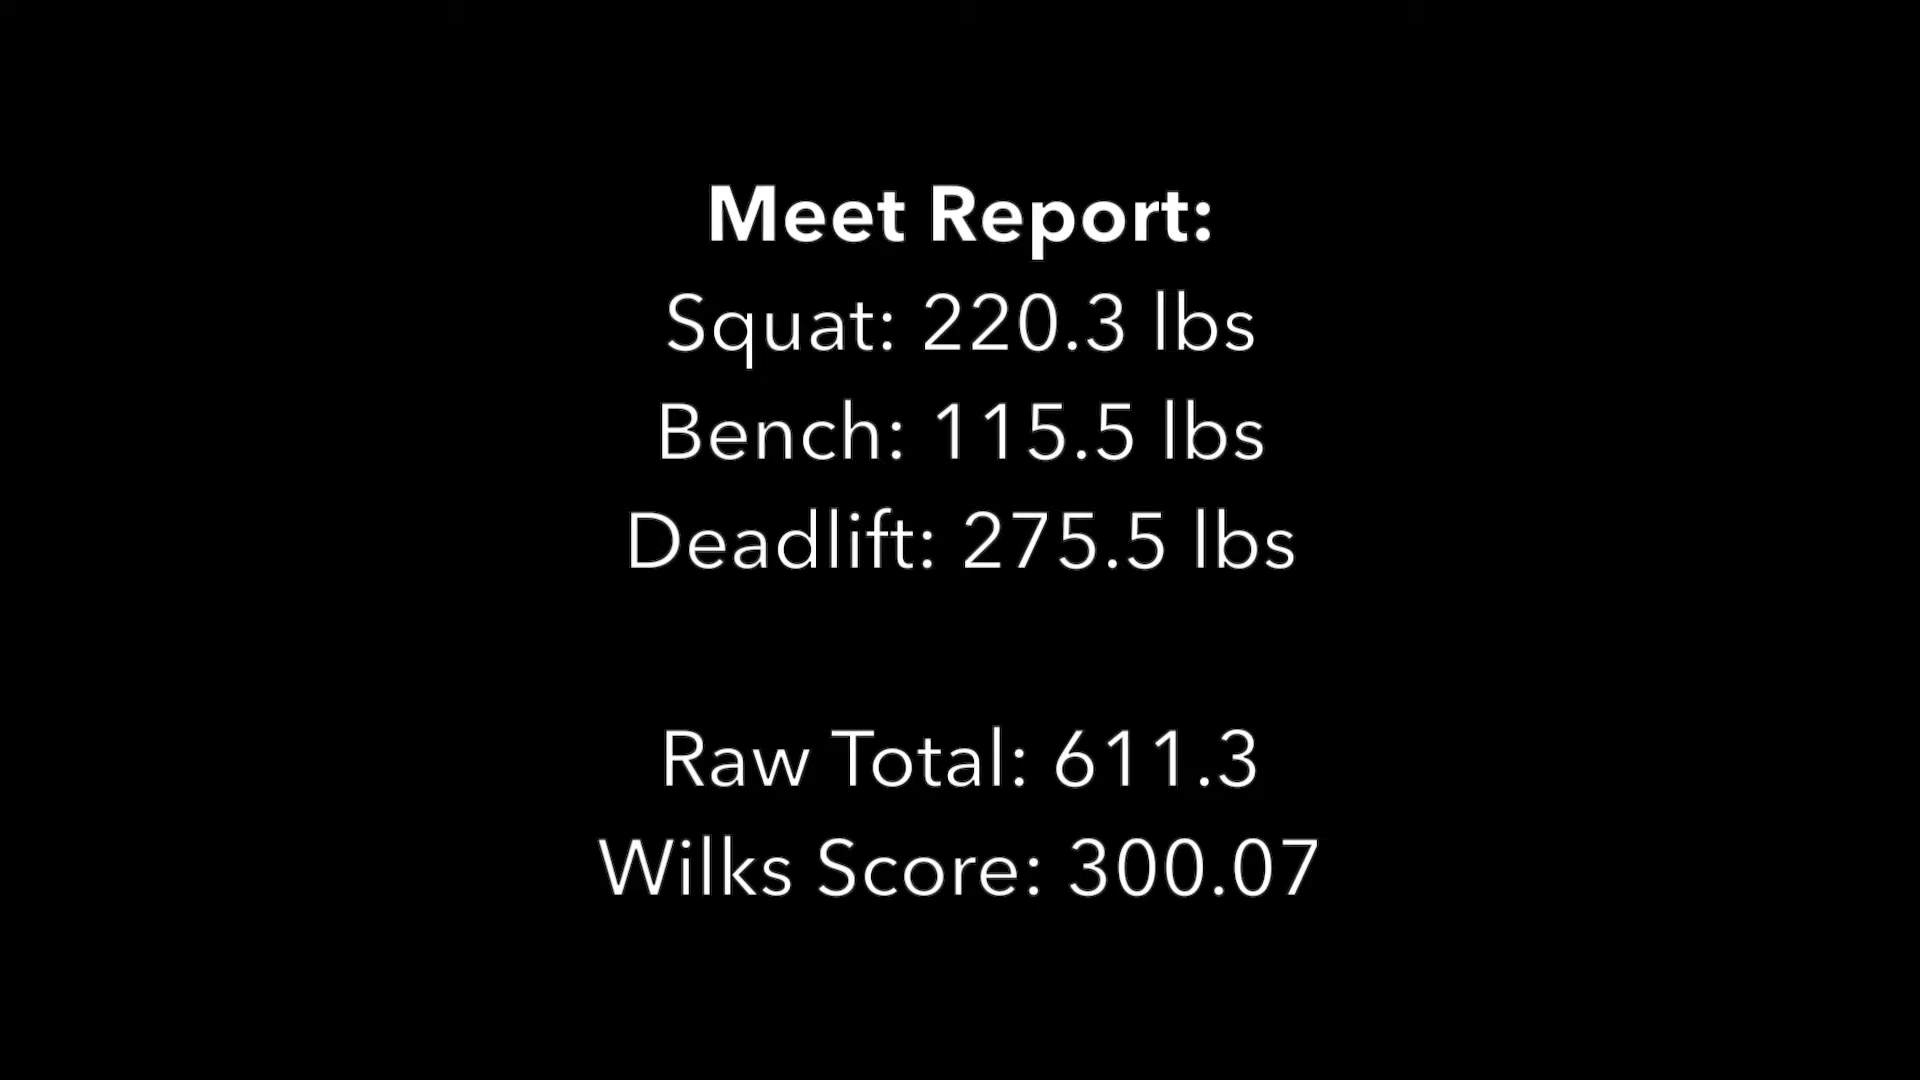 Meet Report:
Squat: 220.3 lbs
Bench: 115.5 lbs
Deadlift: 275.5 lbs
Raw Total: 611.3
Wilks Score: 300.07